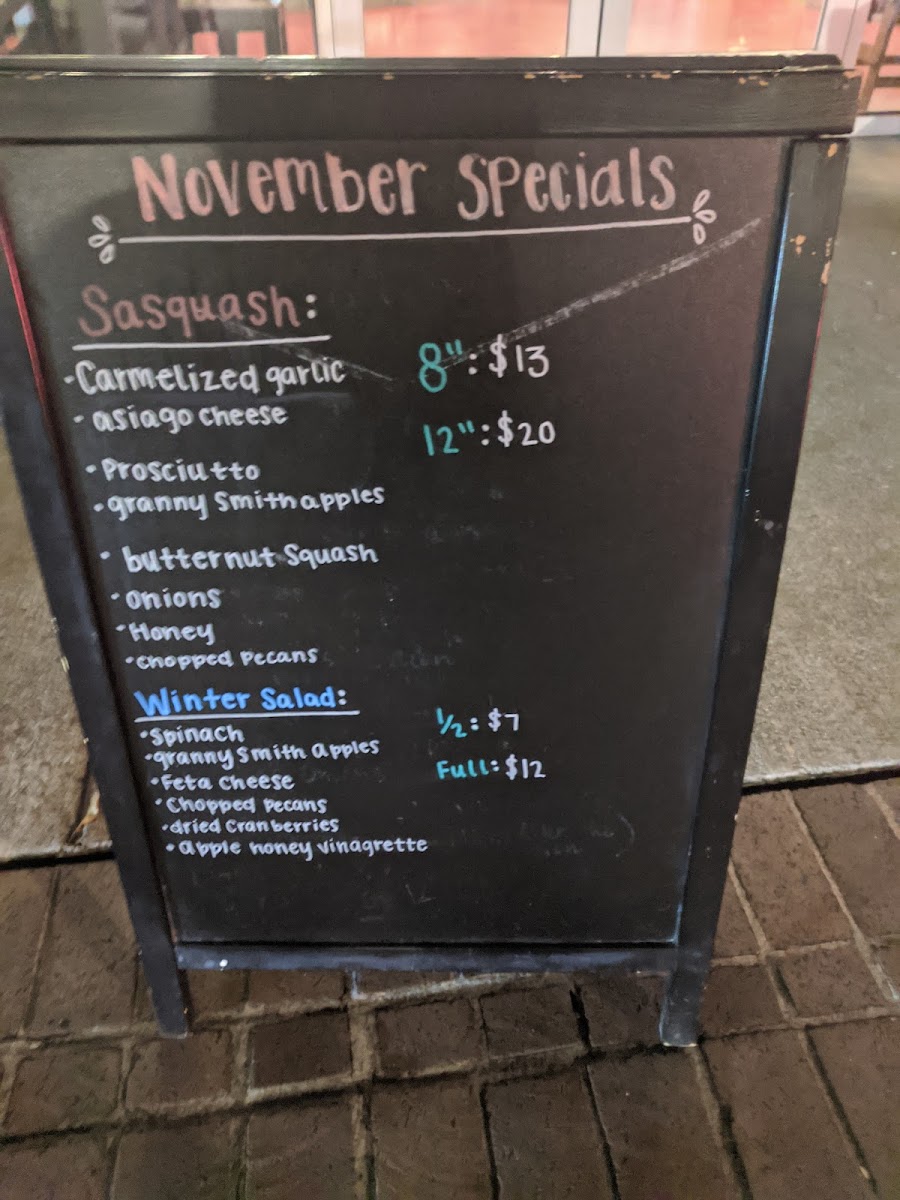 November Specials
Sasquash:
·Carmelized garlic
8": $13
· asiago cheese
12": $20
· Prosciutto
· granny Smith apples
· butternut Squash
· Onions
· Honey
· Chopped Pecans
Winter Salad:
· Spinach
1/2: $7
· granny Smith apples
· Feta Cheese
Full: $12
· Chopped Pecans
· dried Cranberries
· apple honey vinagrette